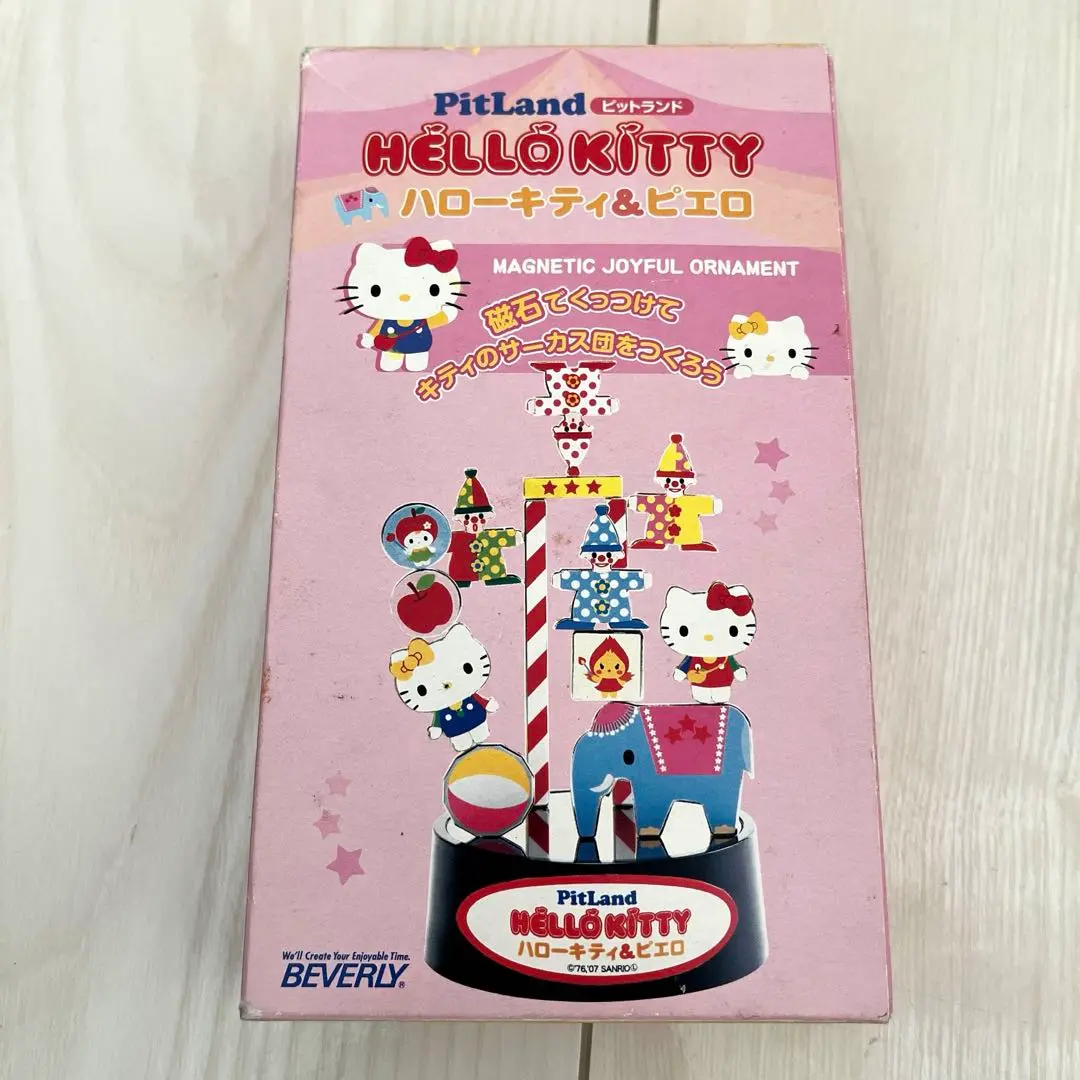 PitLand ピットランド
HELLO KITTY
ハローキティ&ピエロ
MAGNETIC JOYFUL ORNAMENT
磁石でくっつけて
キティのサーカス団をつくろう
PitLand
HELLO KITTY
ハローキティ&ピエロ
©'76,'07 SANRIO Ⓛ
We'll Create Your Enjoyable Time.
BEVERLY®